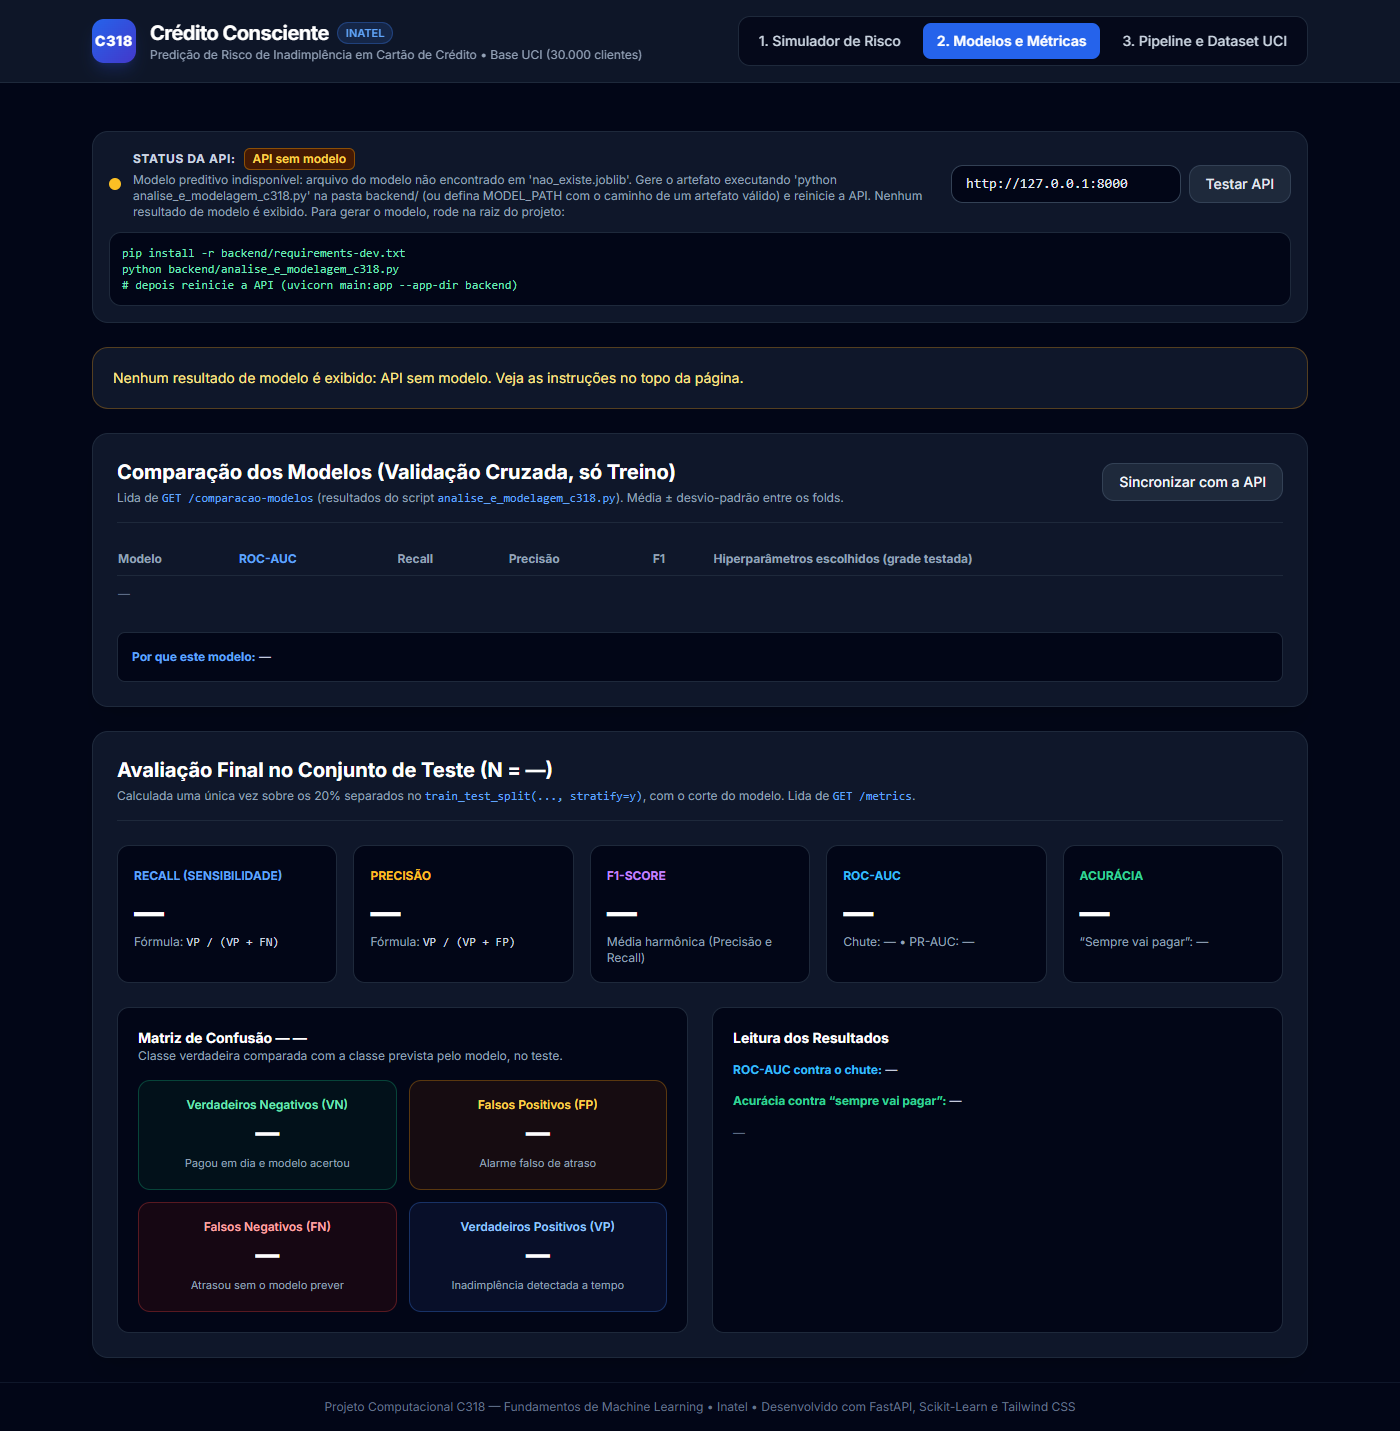 C318
Crédito Consciente INATEL
Predição de Risco de Inadimplência em Cartão de Crédito • Base UCI (30.000 clientes)
1. Simulador de Risco
2. Modelos e Métricas
3. Pipeline e Dataset UCI
STATUS DA API: API sem modelo
Modelo preditivo indisponível: arquivo do modelo não encontrado em 'nao_existe.joblib'. Gere o artefato executando 'python
analise_e_modelagem_c318.py' na pasta backend/ (ou defina MODEL_PATH com o caminho de um artefato válido) e reinicie a API. Nenhum
resultado de modelo é exibido. Para gerar o modelo, rode na raiz do projeto:
http://127.0.0.1:8000
Testar API
pip install -r backend/requirements-dev.txt
python backend/analise_e_modelagem_c318.py
# depois reinicie a API (uvicorn main:app --app-dir backend)
Nenhum resultado de modelo é exibido: API sem modelo. Veja as instruções no topo da página.
Comparação dos Modelos (Validação Cruzada, só Treino)
Lida de GET /comparacao-modelos (resultados do script analise_e_modelagem_c318.py). Média ± desvio-padrão entre os folds.
Sincronizar com a API
Modelo ROC-AUC Recall Precisão F1 Hiperparâmetros escolhidos (grade testada)
—
Por que este modelo: —
Avaliação Final no Conjunto de Teste (N = —)
Calculada uma única vez sobre os 20% separados no train_test_split(..., stratify=y), com o corte do modelo. Lida de GET /metrics.
RECALL (SENSIBILIDADE)
—
Fórmula: VP / (VP + FN)
PRECISÃO
—
Fórmula: VP / (VP + FP)
F1-SCORE
—
Média harmônica (Precisão e
Recall)
ROC-AUC
—
Chute: — • PR-AUC: —
ACURÁCIA
—
“Sempre vai pagar”: —
Matriz de Confusão — —
Classe verdadeira comparada com a classe prevista pelo modelo, no teste.
Verdadeiros Negativos (VN)
—
Pagou em dia e modelo acertou
Falsos Positivos (FP)
—
Alarme falso de atraso
Falsos Negativos (FN)
—
Atrasou sem o modelo prever
Verdadeiros Positivos (VP)
—
Inadimplência detectada a tempo
Leitura dos Resultados
ROC-AUC contra o chute: —
Acurácia contra “sempre vai pagar”: —
—
Projeto Computacional C318 — Fundamentos de Machine Learning • Inatel • Desenvolvido com FastAPI, Scikit-Learn e Tailwind CSS